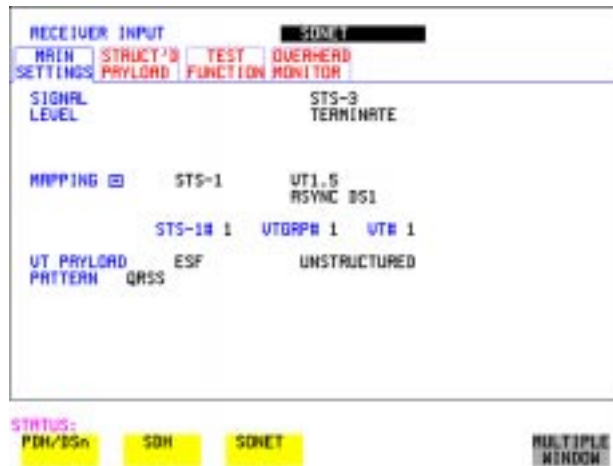 RECEIVER INPUT SONET
MAIN SETTINGS STRUCT'D PAYLOAD TEST FUNCTION OVERHEAD MONITOR
SIGNAL STS-3
LEVEL TERMINATE
MAPPING STS-1 VT1.5
ASYNC DS1
STS-1# 1 VTGRP# 1 VT# 1
VT PAYLOAD ESF UNSTRUCTURED
PATTERN QRSS
STATUS:
PDH/DSn SDH SONET MULTIPLE WINDOW